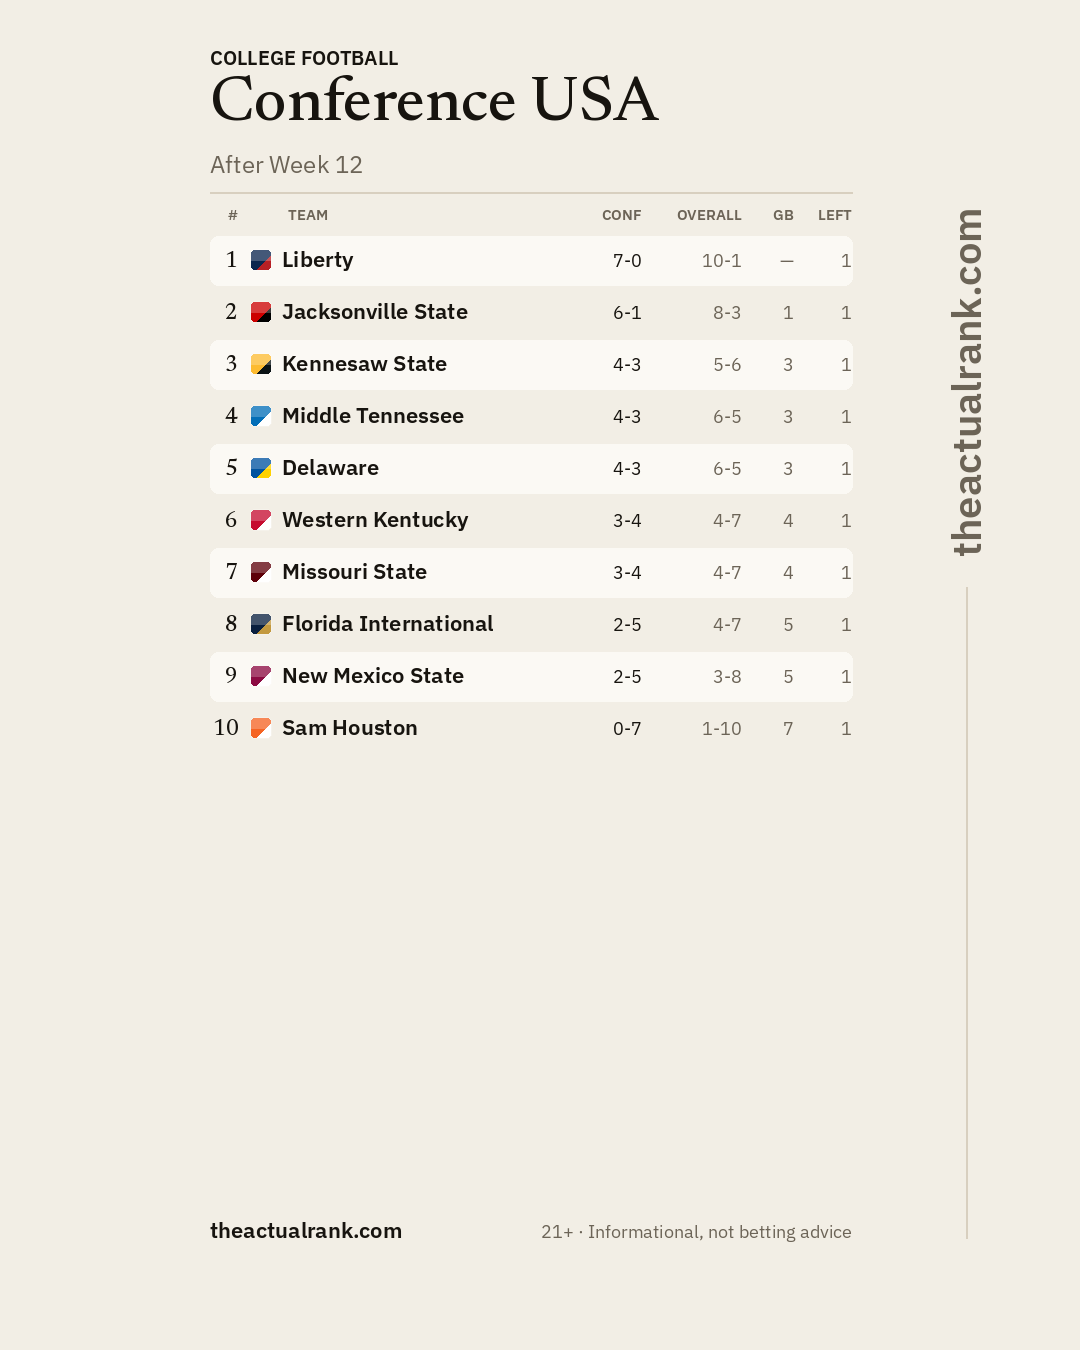 COLLEGE FOOTBALL
Conference USA
After Week 12
# TEAM CONF OVERALL GB LEFT
1 Liberty 7-0 10-1 — 1
2 Jacksonville State 6-1 8-3 1 1
3 Kennesaw State 4-3 5-6 3 1
4 Middle Tennessee 4-3 6-5 3 1
5 Delaware 4-3 6-5 3 1
6 Western Kentucky 3-4 4-7 4 1
7 Missouri State 3-4 4-7 4 1
8 Florida International 2-5 4-7 5 1
9 New Mexico State 2-5 3-8 5 1
10 Sam Houston 0-7 1-10 7 1
theactualrank.com
theactualrank.com 21+ · Informational, not betting advice